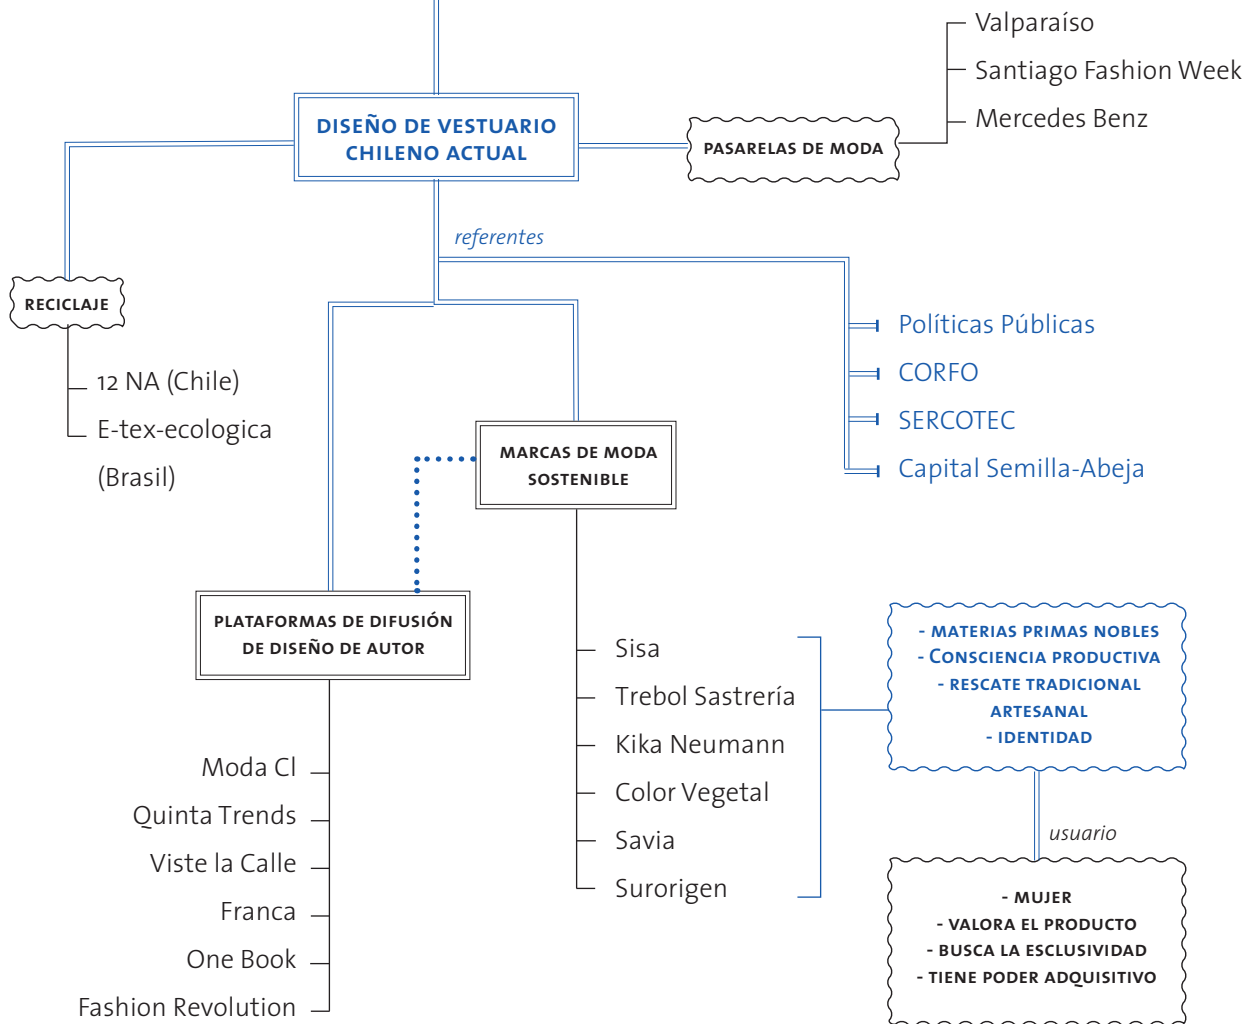 Valparaíso
Santiago Fashion Week
Mercedes Benz
DISEÑO DE VESTUARIO
CHILENO ACTUAL
PASARELAS DE MODA
referentes
RECICLAJE
12 NA (Chile)
E-tex-ecologica
(Brasil)
Políticas Públicas
CORFO
SERCOTEC
Capital Semilla-Abeja
MARCAS DE MODA
SOSTENIBLE
PLATAFORMAS DE DIFUSIÓN
DE DISEÑO DE AUTOR
Moda Cl
Quinta Trends
Viste la Calle
Franca
One Book
Fashion Revolution
Sisa
Trebol Sastrería
Kika Neumann
Color Vegetal
Savia
Surorigen
- MATERIAS PRIMAS NOBLES
- CONSCIENCIA PRODUCTIVA
- RESCATE TRADICIONAL
ARTESANAL
- IDENTIDAD
usuario
- MUJER
- VALORA EL PRODUCTO
- BUSCA LA ESCLUSIVIDAD
- TIENE PODER ADQUISITIVO